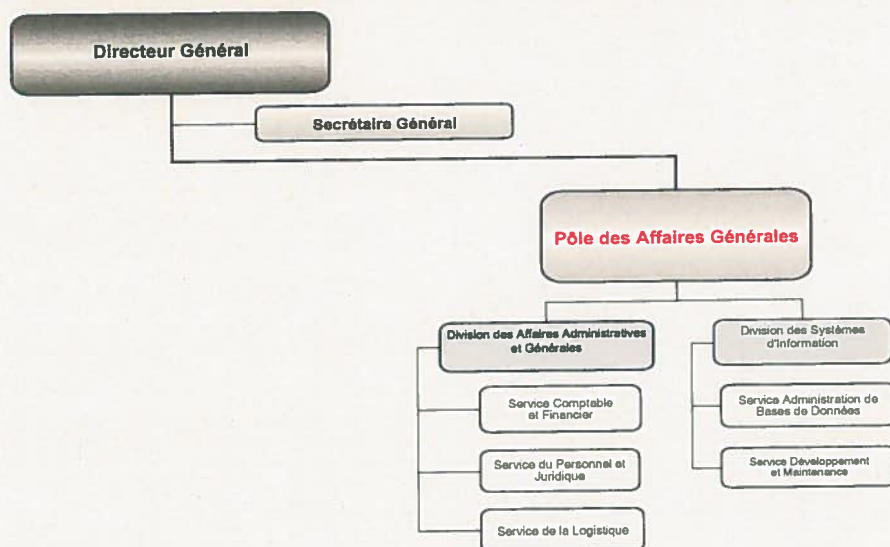 Directeur Général
Secrétaire Général
Pôle des Affaires Générales
Division des Affaires Administratives
et Générales
Service Comptable
et Financier
Service du Personnel et
Juridique
Service de la Logistique
Division des Systèmes
d'Information
Service Administration de
Bases de Données
Service Développement
et Maintenance